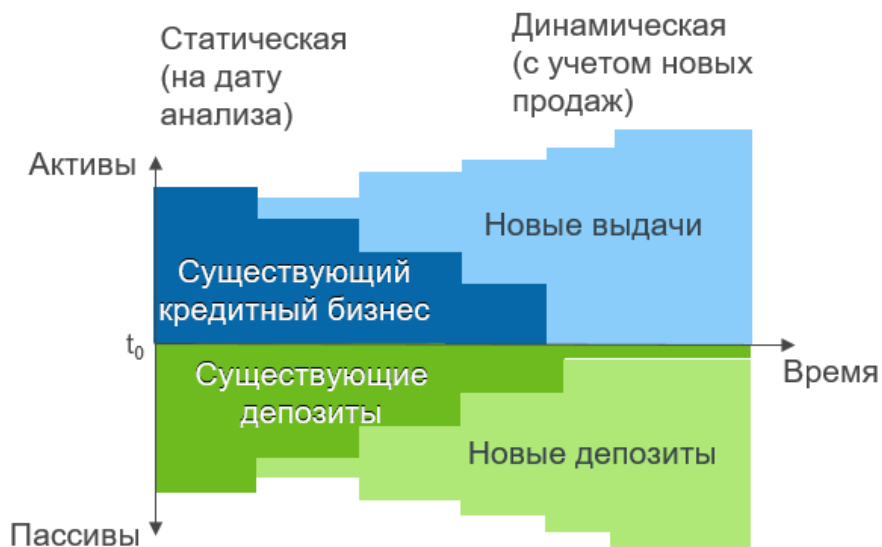 Статическая
(на дату
анализа)
Динамическая
(с учетом новых
продаж)
Активы
Новые выдачи
Существующий
кредитный бизнес
t₀
Время
Существующие
депозиты
Новые депозиты
Пассивы